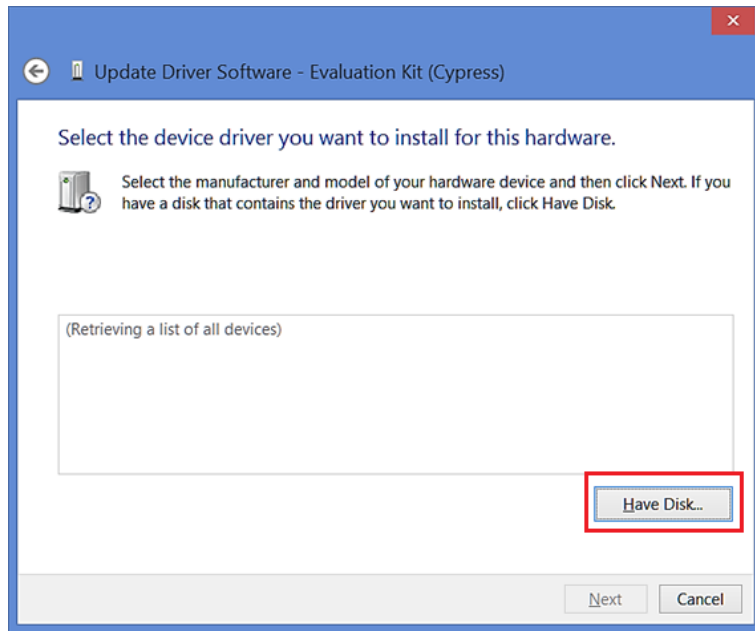 Update Driver Software - Evaluation Kit (Cypress)
Select the device driver you want to install for this hardware.
Select the manufacturer and model of your hardware device and then click Next. If you
have a disk that contains the driver you want to install, click Have Disk.
(Retrieving a list of all devices)
Have Disk...
Next
Cancel